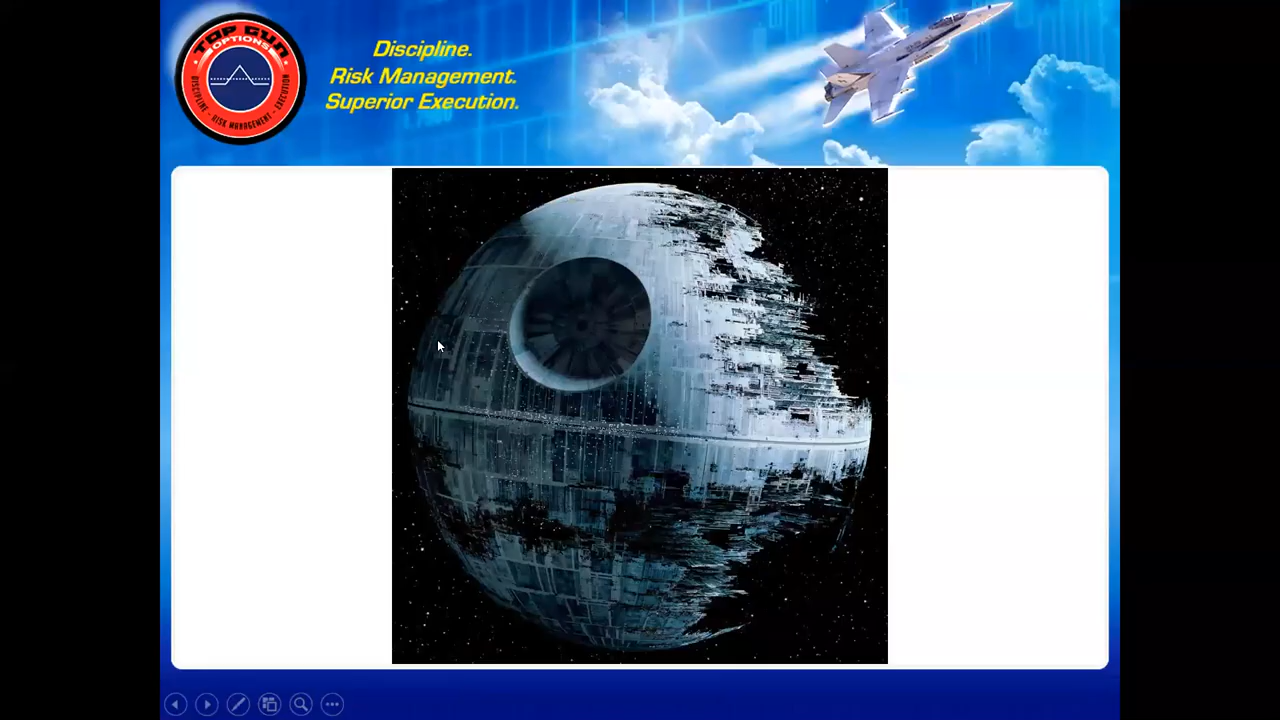 TOP GUN
OPTIONS
DISCIPLINE - RISK MANAGEMENT - EXECUTION
Discipline.
Risk Management.
Superior Execution.